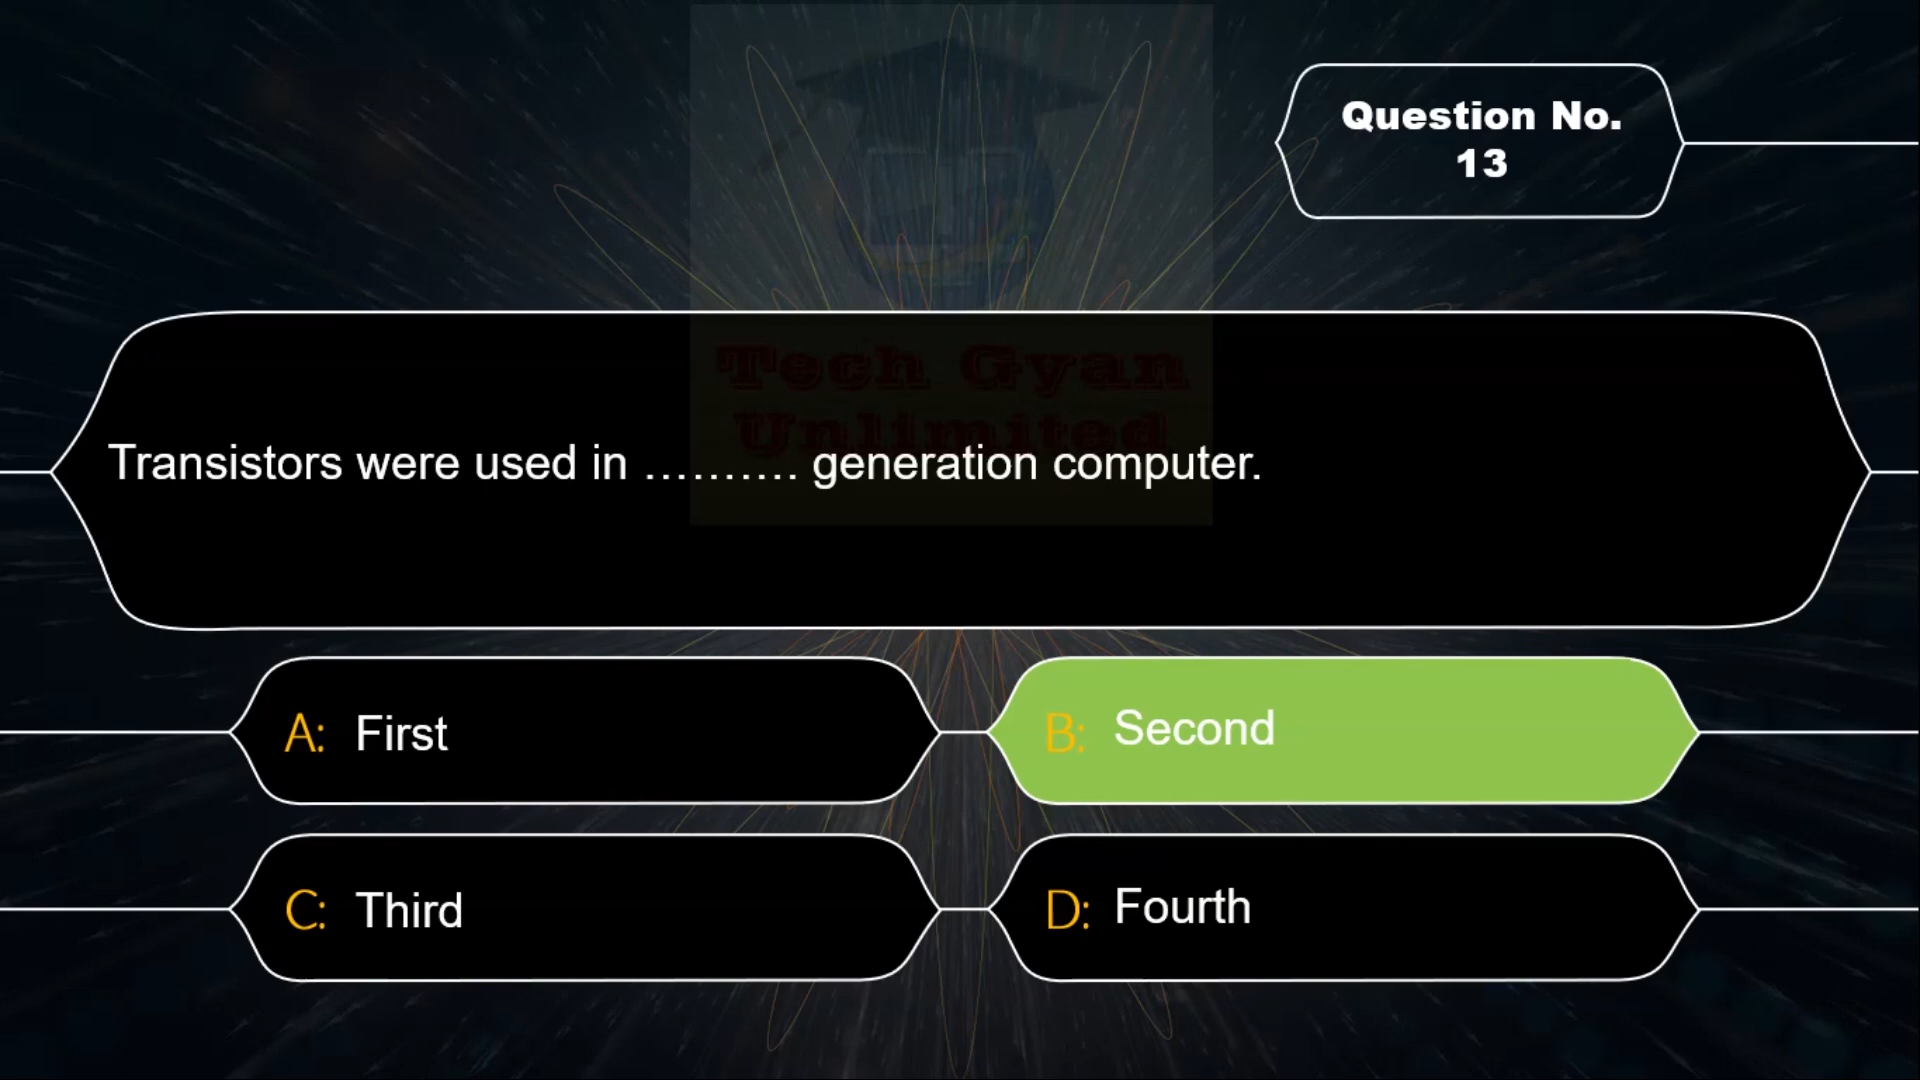 Question No.
13
Tech Gyan
Unlimited
Transistors were used in .......... generation computer.
A: First
B: Second
C: Third
D: Fourth